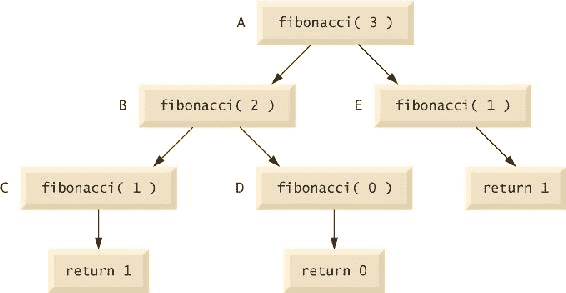 A fibonacci( 3 )
B fibonacci( 2 ) E fibonacci( 1 )
C fibonacci( 1 ) D fibonacci( 0 ) return 1
return 1 return 0